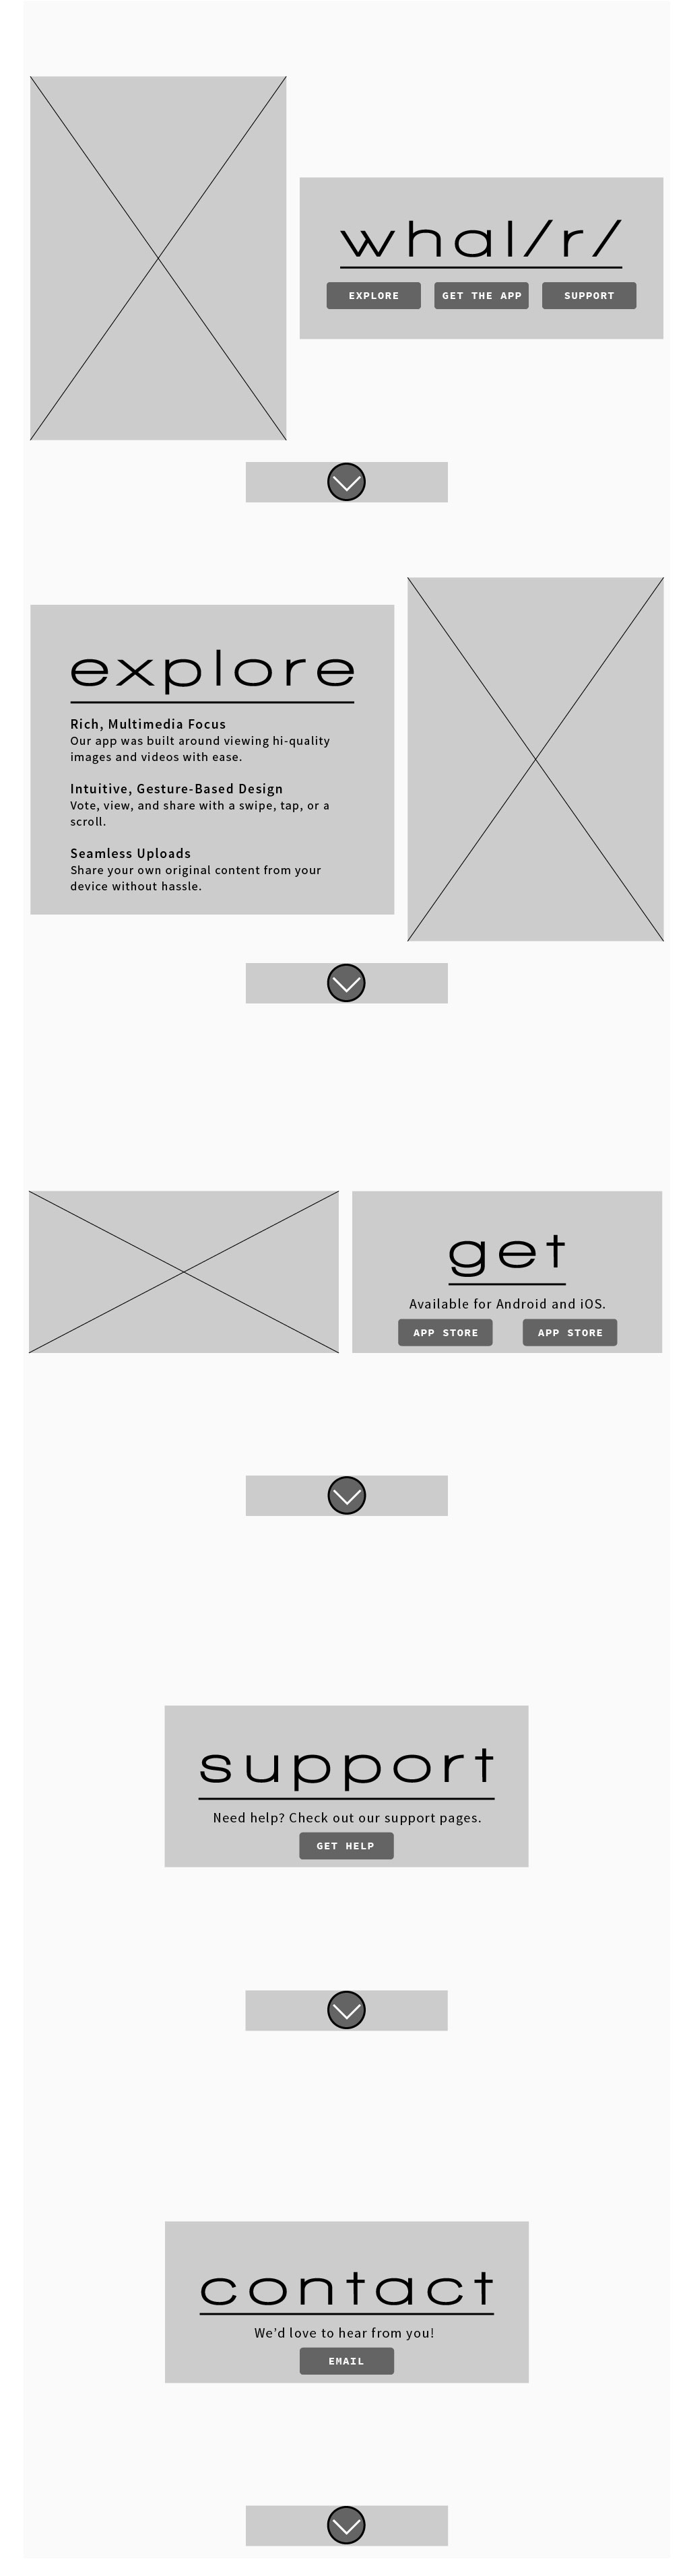 whal/r/
EXPLORE GET THE APP SUPPORT
explore
Rich, Multimedia Focus
Our app was built around viewing hi-quality
images and videos with ease.
Intuitive, Gesture-Based Design
Vote, view, and share with a swipe, tap, or a
scroll.
Seamless Uploads
Share your own original content from your
device without hassle.
get
Available for Android and iOS.
APP STORE APP STORE
support
Need help? Check out our support pages.
GET HELP
contact
We'd love to hear from you!
EMAIL